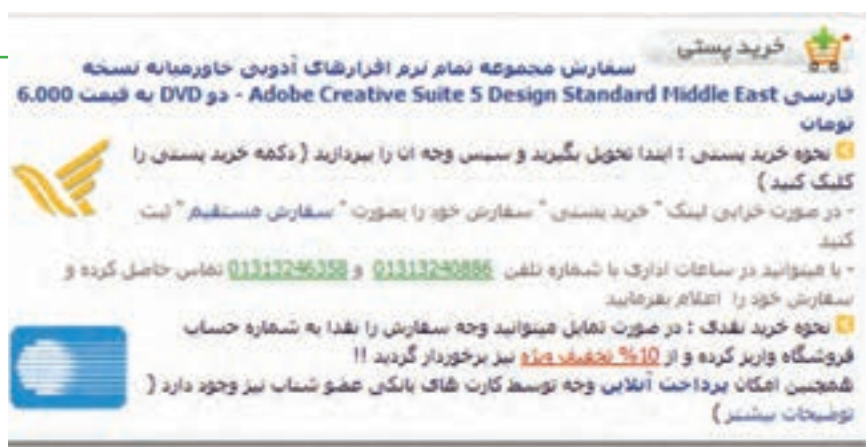 خرید پستی
سفارش مجموعه تمام نرم افزارهای آدوبی خاورمیانه نسخه
فارسی Adobe Creative Suite 5 Design Standard Middle East - دو DVD به قیمت 6.000
تومان
نحوه خرید پستی : ابتدا تحویل بگیرید و سپس وجه ان را بپردازید ( دکمه خرید پستی را
کلیک کنید )
- در صورت خرابی لینک " خرید پستی " سفارش خود را بصورت " سفارش مستقیم " ثبت
کنید
- یا میتوانید در ساعات اداری با شماره تلفن 01313240886 و 01313246358 تماس حاصل کرده و
سفارش خود را اعلام بفرمایید
نحوه خرید نقدی : در صورت تمایل میتوانید وجه سفارش را نقدا به شماره حساب
فروشگاه واریز کرده و از 10% تخفیف ویژه نیز برخوردار گردید !!
همچنین امکان پرداخت آنلاین وجه توسط کارت های بانکی عضو شتاب نیز وجود دارد (
توضیحات بیشتر )